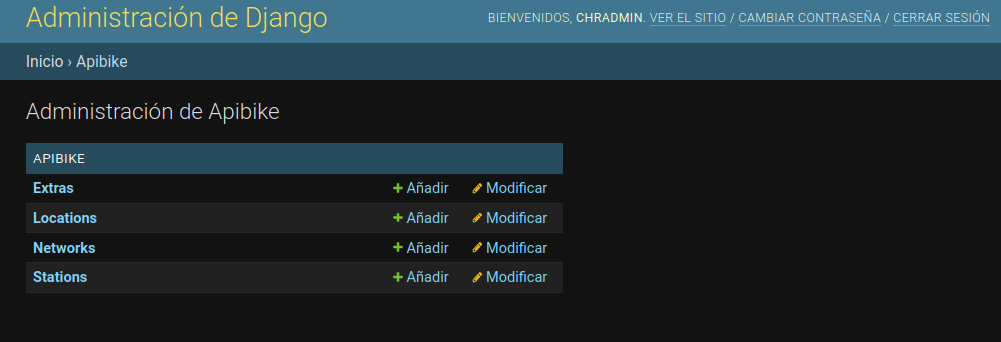 Administración de Django
BIENVENIDOS, CHRADMIN. VER EL SITIO / CAMBIAR CONTRASEÑA / CERRAR SESIÓN
Inicio › Apibike
Administración de Apibike
APIBIKE
Extras Añadir Modificar
Locations Añadir Modificar
Networks Añadir Modificar
Stations Añadir Modificar